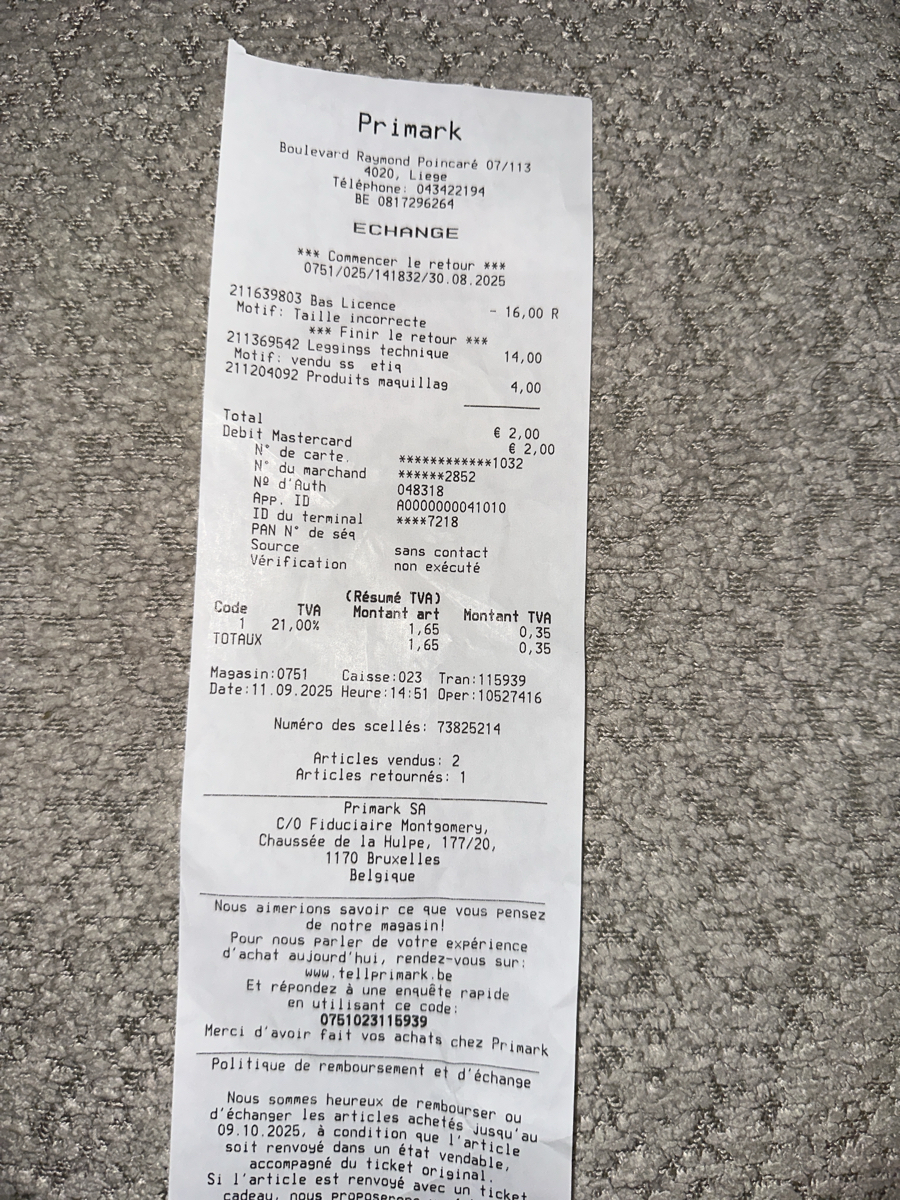 Primark
Boulevard Raymond Poincaré 07/113
4020, Liege
Téléphone: 043422194
BE 0817296264
ECHANGE
*** Commencer le retour ***
0751/025/141832/30.08.2025
211639803 Bas Licence - 16,00 R
Motif: Taille incorrecte
*** Finir le retour ***
211369542 Leggings technique 14,00
Motif: vendu ss etiq
211204092 Produits maquillag 4,00
Total € 2,00
Debit Mastercard € 2,00
N° de carte. ************1032
N° du marchand ******2852
Nº d'Auth 048318
App. ID A0000000041010
ID du terminal ****7218
PAN N° de séq
Source sans contact
Vérification non exécuté
(Résumé TVA)
Code TVA Montant art Montant TVA
1 21,00% 1,65 0,35
TOTAUX 1,65 0,35
Magasin:0751 Caisse:023 Tran:115939
Date:11.09.2025 Heure:14:51 Oper:10527416
Numéro des scellés: 73825214
Articles vendus: 2
Articles retournés: 1
Primark SA
C/O Fiduciaire Montgomery,
Chaussée de la Hulpe, 177/20,
1170 Bruxelles
Belgique
Nous aimerions savoir ce que vous pensez
de notre magasin!
Pour nous parler de votre expérience
d'achat aujourd'hui, rendez-vous sur:
www.tellprimark.be
Et répondez à une enquête rapide
en utilisant ce code:
0751023115939
Merci d'avoir fait vos achats chez Primark
Politique de remboursement et d'échange
Nous sommes heureux de rembourser ou
d'échanger les articles achetés jusqu'au
09.10.2025, à condition que l'article
soit renvoyé dans un état vendable,
accompagné du ticket original.
Si l'article est renvoyé avec un ticket
cadeau, nous